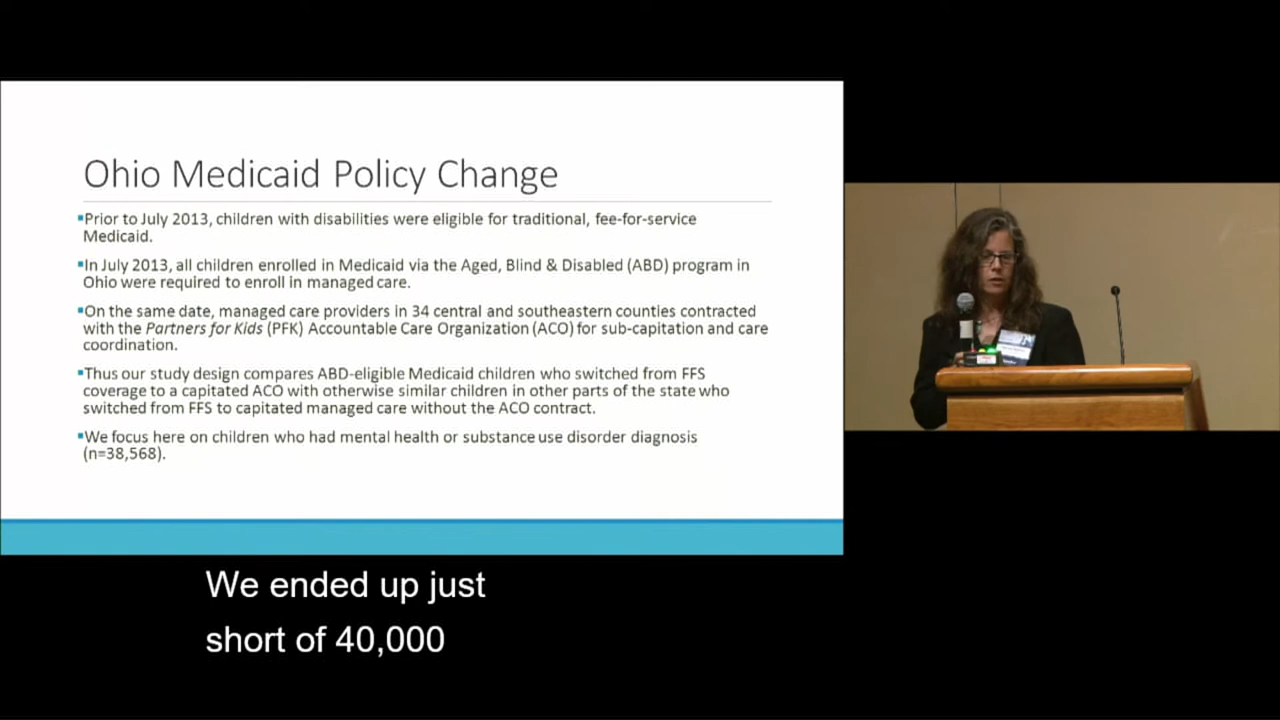 Ohio Medicaid Policy Change
▪Prior to July 2013, children with disabilities were eligible for traditional, fee-for-service
Medicaid.
▪In July 2013, all children enrolled in Medicaid via the Aged, Blind & Disabled (ABD) program in
Ohio were required to enroll in managed care.
▪On the same date, managed care providers in 34 central and southeastern counties contracted
with the Partners for Kids (PFK) Accountable Care Organization (ACO) for sub-capitation and care
coordination.
▪Thus our study design compares ABD-eligible Medicaid children who switched from FFS
coverage to a capitated ACO with otherwise similar children in other parts of the state who
switched from FFS to capitated managed care without the ACO contract.
▪We focus here on children who had mental health or substance use disorder diagnosis
(n=38,568).
We ended up just
short of 40,000